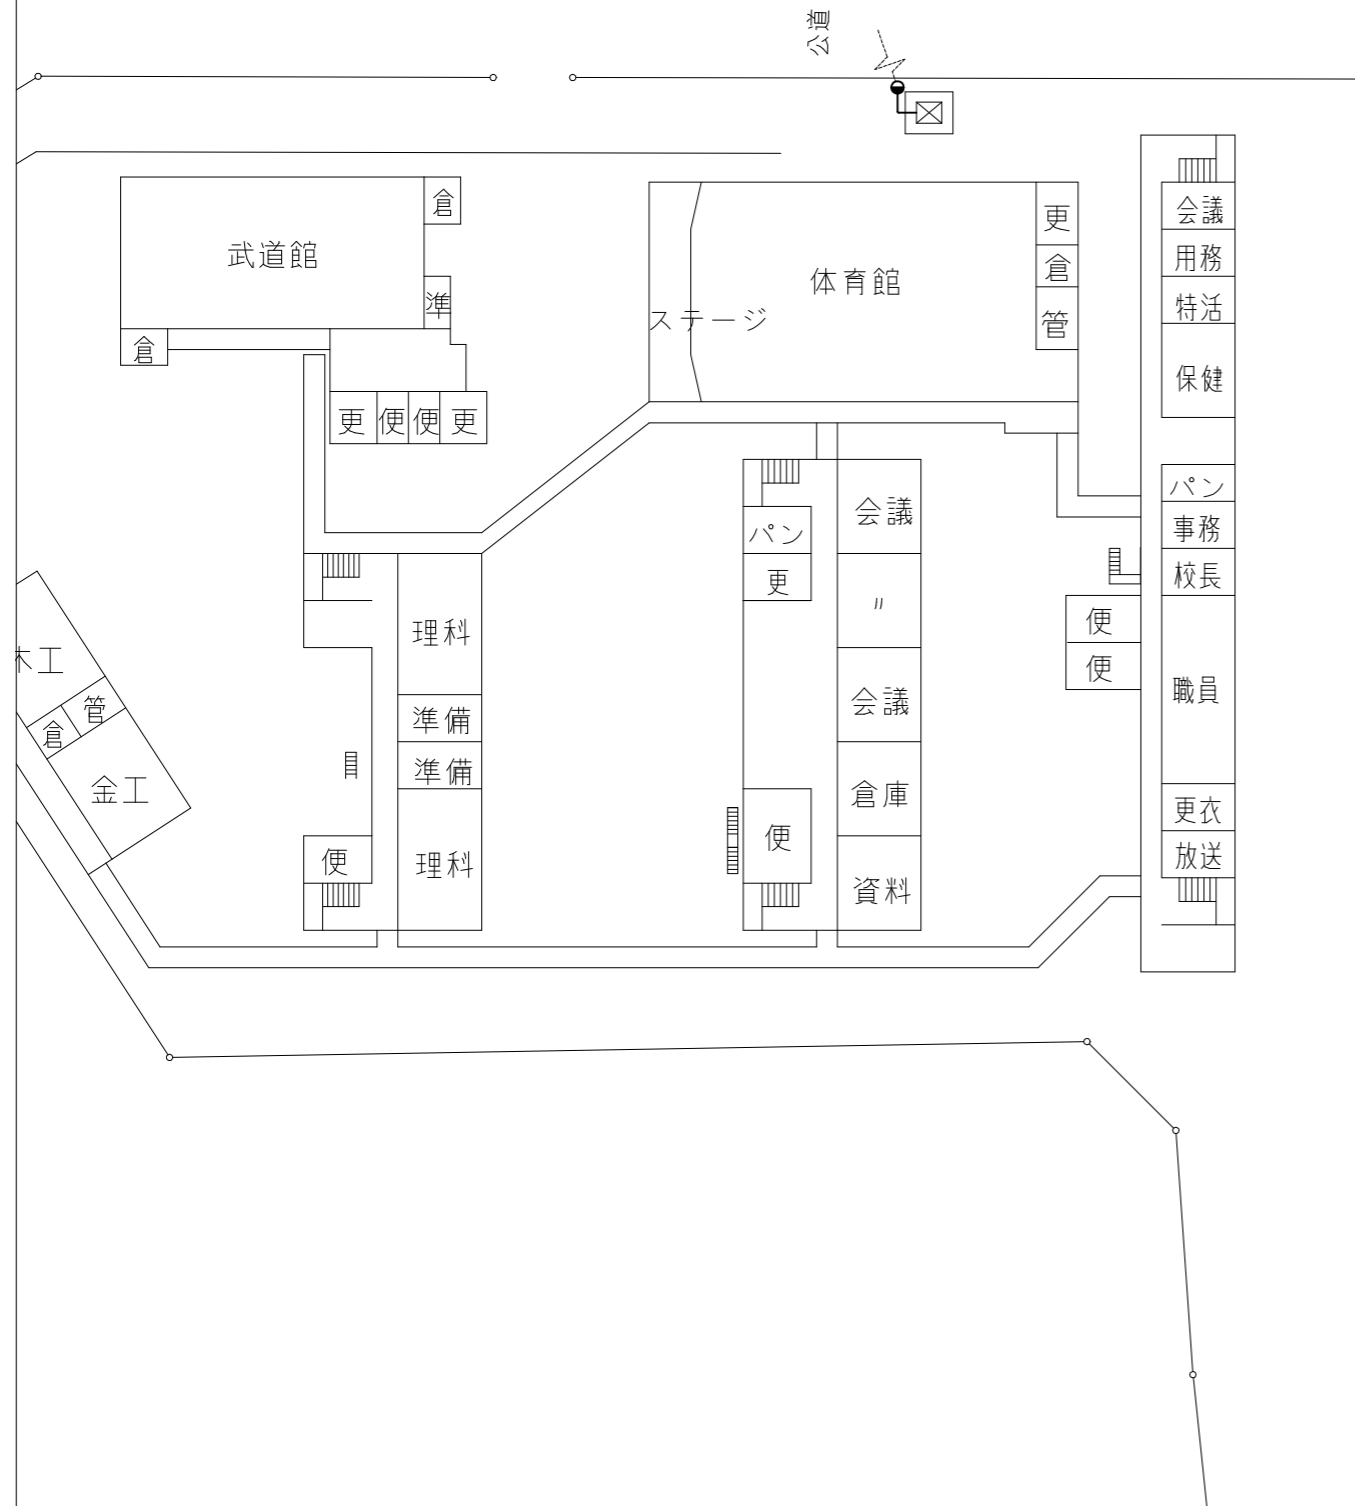 公道
倉
武道館
準
倉
更
便
便
更
ステージ
体育館
更
倉
管
会議
用務
特活
保健
パン
事務
校長
便
便
職員
更衣
放送
木工
管
倉
金工
理科
準備
準備
理科
便
パン
更
便
会議
〃
会議
倉庫
資料